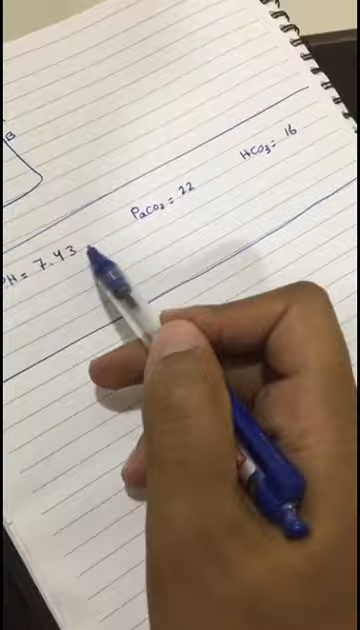 B
PH = 7.43 PaCO2 = 22 HCO3 = 16